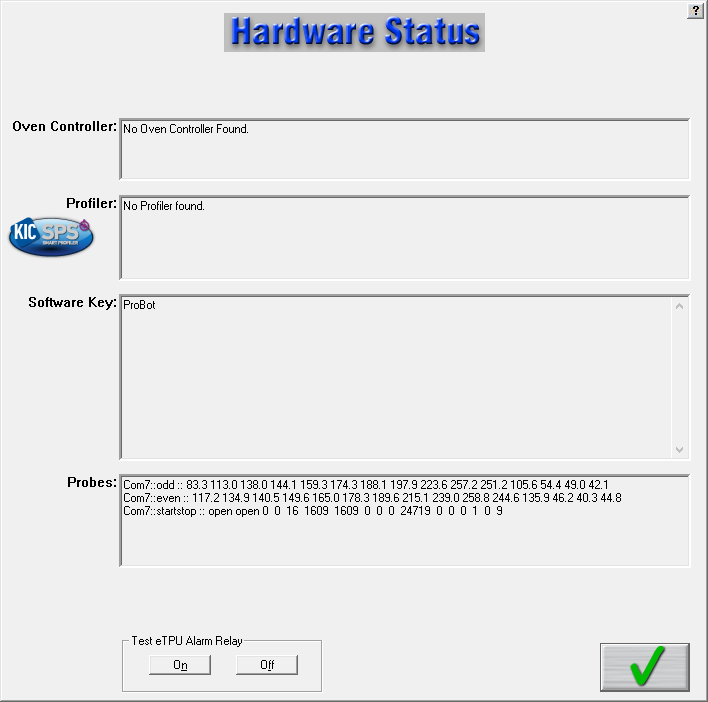 ?
Hardware Status
Oven Controller:
No Oven Controller Found.
Profiler:
No Profiler found.
KIC SPS
SMART PROFILER
Software Key:
ProBot
Probes:
Com7::odd :: 83.3 113.0 138.0 144.1 159.3 174.3 188.1 197.9 223.6 257.2 251.2 105.6 54.4 49.0 42.1
Com7::even :: 117.2 134.9 140.5 149.6 165.0 178.3 189.6 215.1 239.0 258.8 244.6 135.9 46.2 40.3 44.8
Com7::startstop :: open open 0 0 16 1609 1609 0 0 0 24719 0 0 0 1 0 9
Test eTPU Alarm Relay
On Off